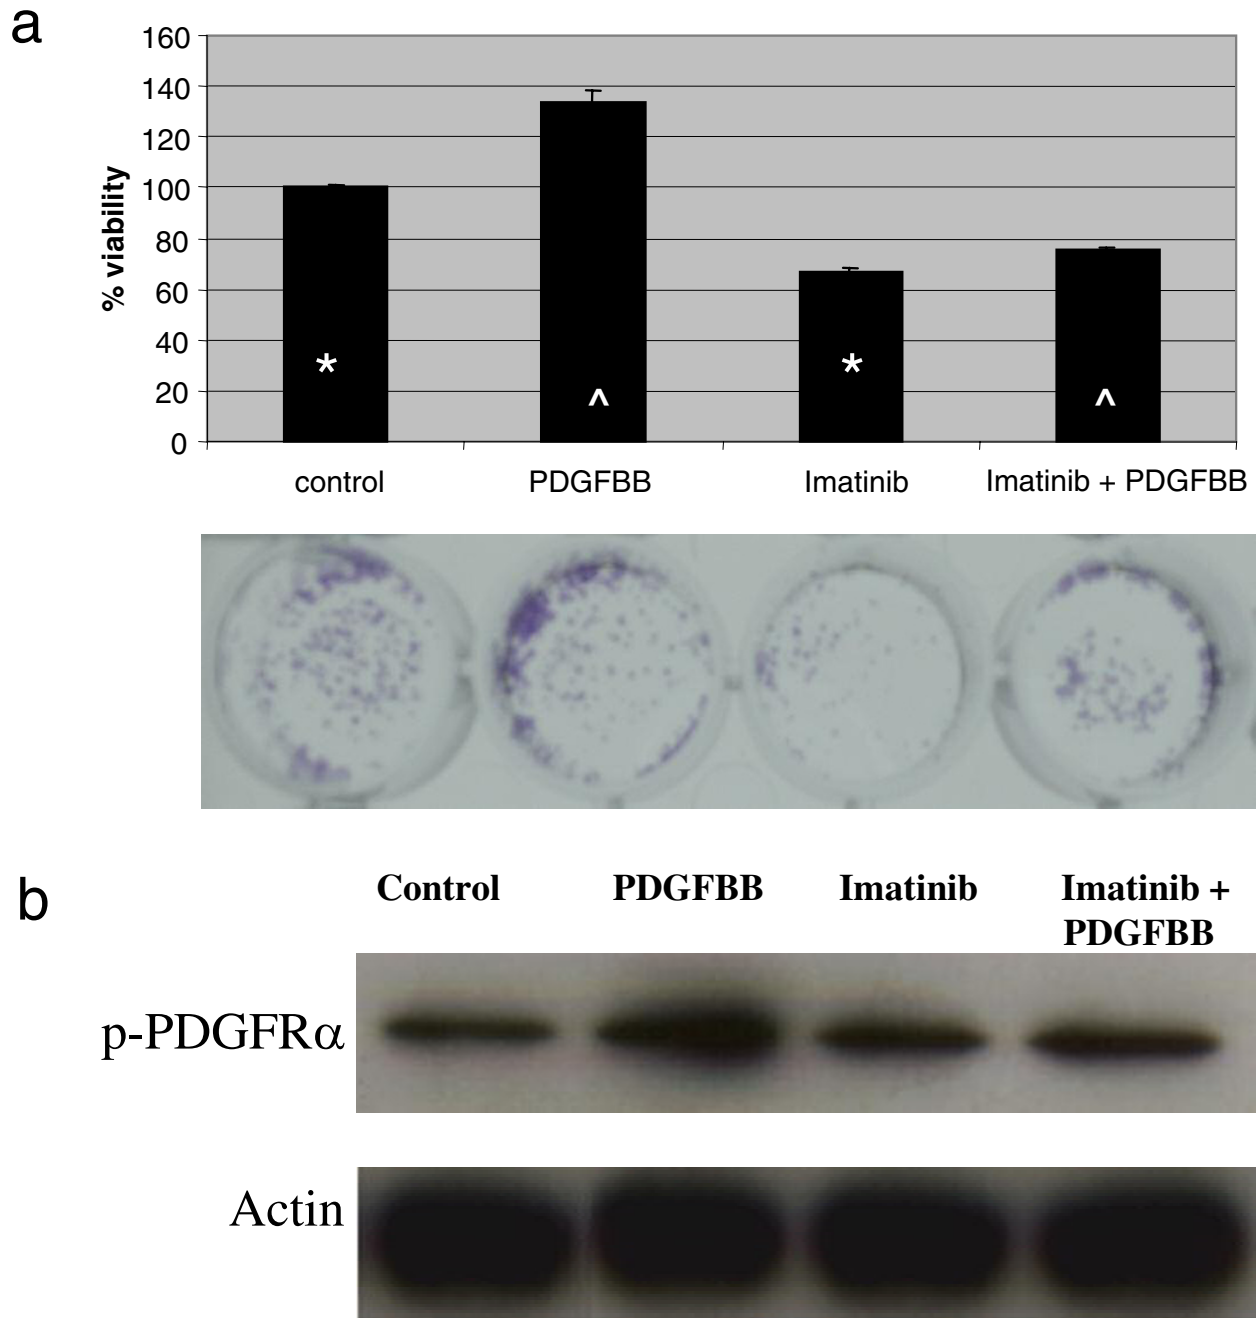 a
160
140
120
100
80
60
40
20
0
% viability
* ^ * ^
control PDGFBB Imatinib Imatinib + PDGFBB
b
Control PDGFBB Imatinib Imatinib +
PDGFBB
p-PDGFRα
Actin